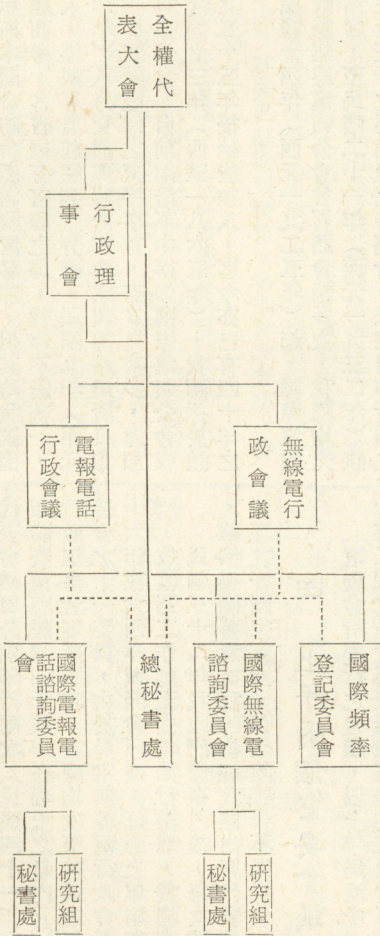 全權代
表大會
行政理
事會
無線電行
政會議
電報電話
行政會議
國際頻率
登記委員會
國際無線電
諮詢委員會
總秘書處
國際電報電
話諮詢委員
會
研究組
秘書處
研究組
秘書處